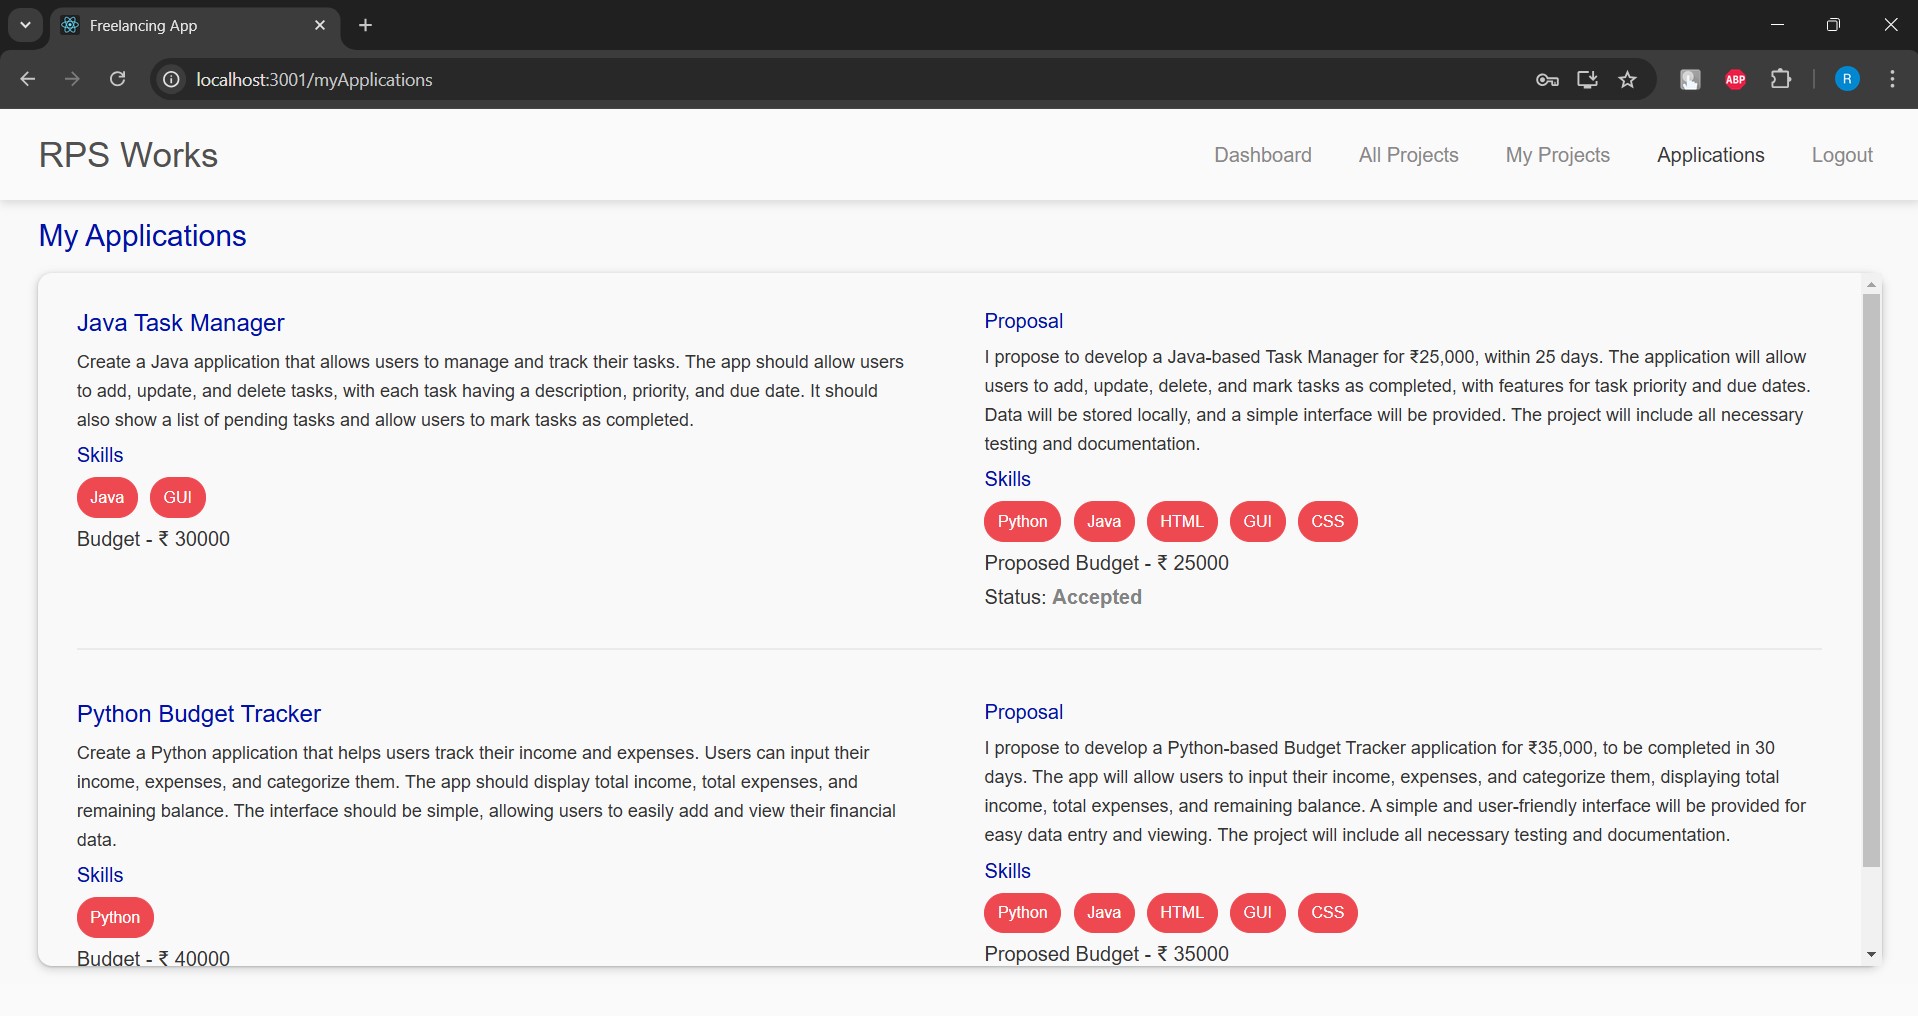 Freelancing App
localhost:3001/myApplications
ABP
R
RPS Works
Dashboard
All Projects
My Projects
Applications
Logout
My Applications
Java Task Manager
Create a Java application that allows users to manage and track their tasks. The app should allow users
to add, update, and delete tasks, with each task having a description, priority, and due date. It should
also show a list of pending tasks and allow users to mark tasks as completed.
Skills
Java
GUI
Budget - ₹ 30000
Proposal
I propose to develop a Java-based Task Manager for ₹25,000, within 25 days. The application will allow
users to add, update, delete, and mark tasks as completed, with features for task priority and due dates.
Data will be stored locally, and a simple interface will be provided. The project will include all necessary
testing and documentation.
Skills
Python
Java
HTML
GUI
CSS
Proposed Budget - ₹ 25000
Status: Accepted
Python Budget Tracker
Create a Python application that helps users track their income and expenses. Users can input their
income, expenses, and categorize them. The app should display total income, total expenses, and
remaining balance. The interface should be simple, allowing users to easily add and view their financial
data.
Skills
Python
Budget - ₹ 40000
Proposal
I propose to develop a Python-based Budget Tracker application for ₹35,000, to be completed in 30
days. The app will allow users to input their income, expenses, and categorize them, displaying total
income, total expenses, and remaining balance. A simple and user-friendly interface will be provided for
easy data entry and viewing. The project will include all necessary testing and documentation.
Skills
Python
Java
HTML
GUI
CSS
Proposed Budget - ₹ 35000